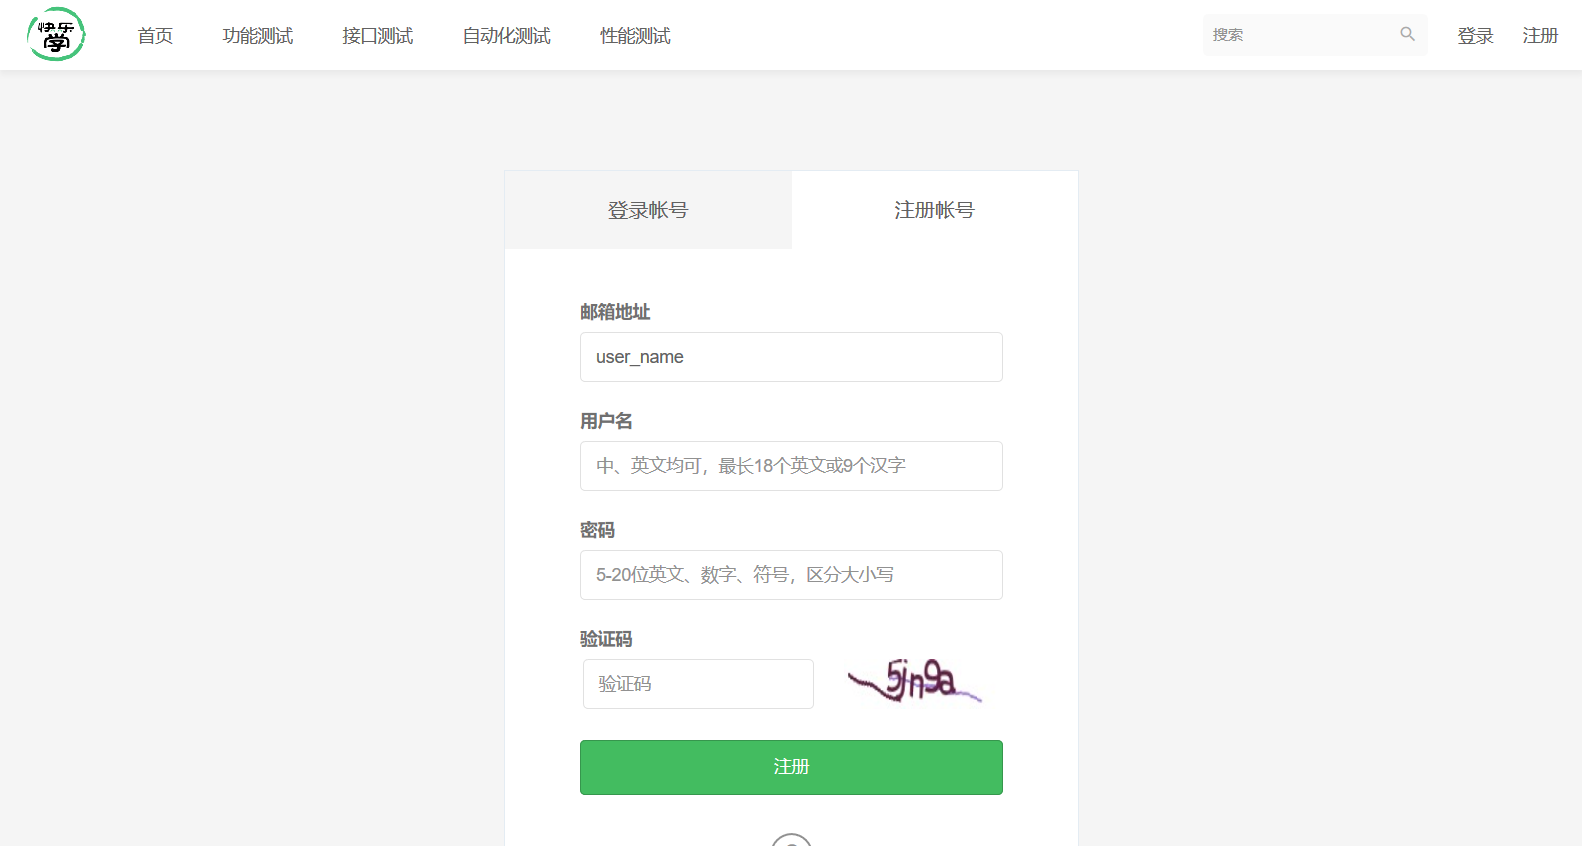 快乐
学
首页 功能测试 接口测试 自动化测试 性能测试 搜索 登录 注册
登录帐号 注册帐号
邮箱地址
user_name
用户名
中、英文均可，最长18个英文或9个汉字
密码
5-20位英文、数字、符号，区分大小写
验证码
验证码 5jn9a
注册